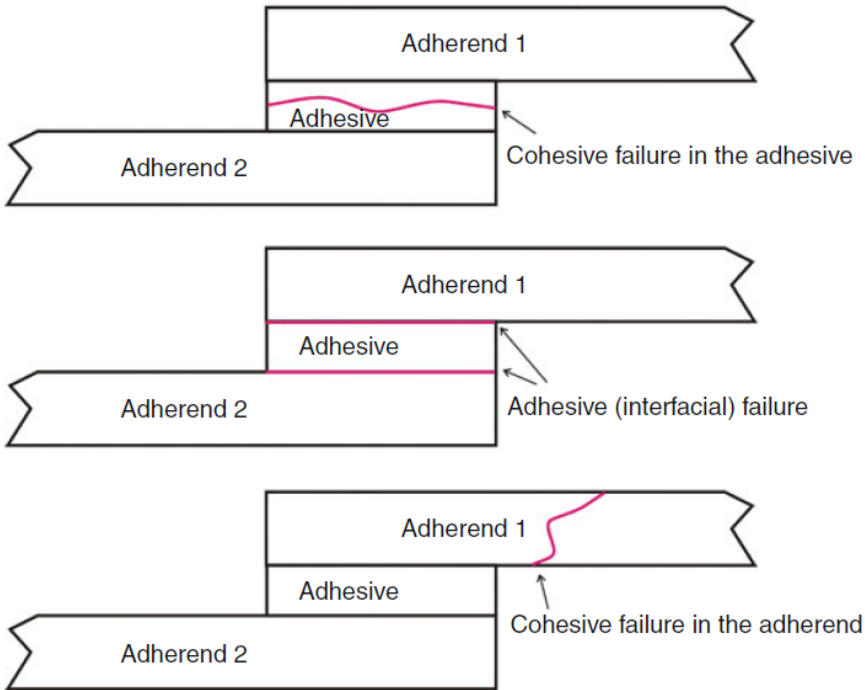 Adherend 1
Adhesive
Cohesive failure in the adhesive
Adherend 2
Adherend 1
Adhesive
Adhesive (interfacial) failure
Adherend 2
Adherend 1
Adhesive
Cohesive failure in the adherend
Adherend 2